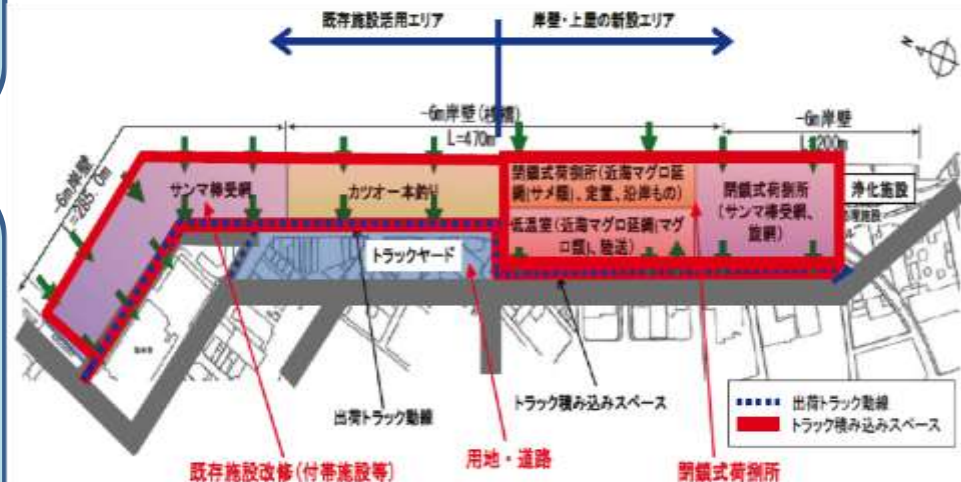 既存施設活用エリア
岸壁・上屋の新設エリア
N
-6m岸壁(桟橋)
L=470m
-6m岸壁
L=200m
-6m岸壁
サンマ棒受網
カツオ一本釣り
閉鎖式荷捌所(近海マグロ延
縄(サメ類)、定置、沿岸もの)
低温室(近海マグロ延縄(マグ
ロ類)、陸送)
閉鎖式荷捌所
(サンマ棒受網、
旋網)
浄化施設
トラックヤード
出荷トラック動線
トラック積み込みスペース
出荷トラック動線
トラック積み込みスペース
既存施設改修(付帯施設等)
用地・道路
閉鎖式荷捌所